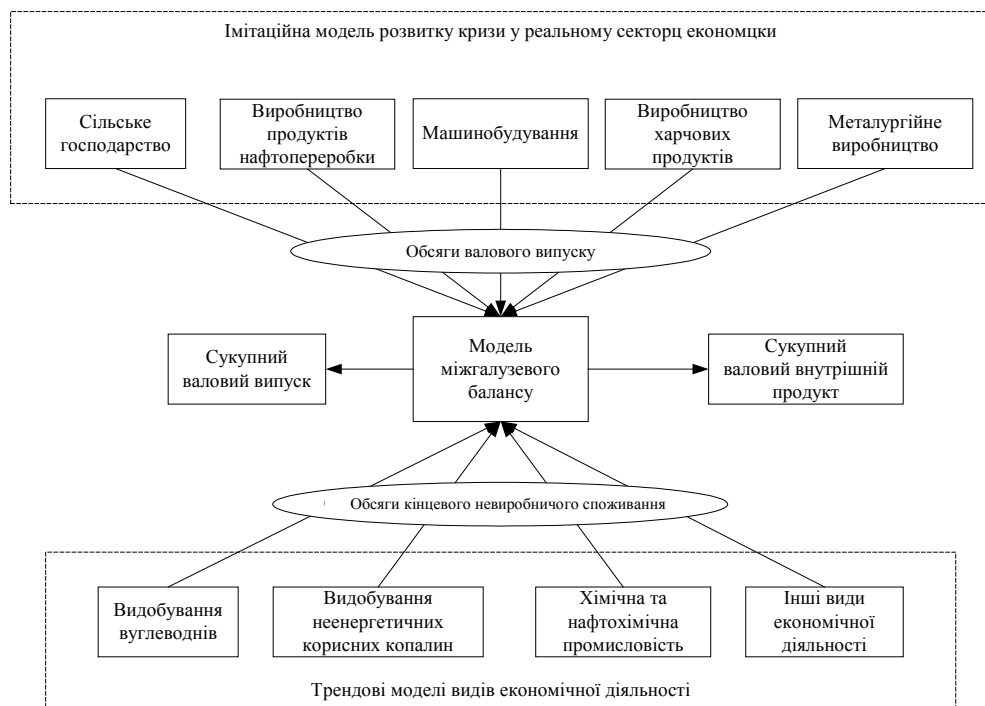 Імітаційна модель розвитку кризи у реальному секторц економцки
Сільське
господарство
Виробництво
продуктів
нафтопереробки
Машинобудування
Виробництво
харчових
продуктів
Металургійне
виробництво
Обсяги валового випуску
Сукупний
валовий випуск
Модель
міжгалузевого
балансу
Сукупний
валовий внутрішній
продукт
Обсяги кінцевого невиробничого споживання
Видобування
вуглеводнів
Видобування
неенергетичних
корисних копалин
Хімічна та
нафтохімічна
промисловість
Інші види
економічної
діяльності
Трендові моделі видів економічної діяльності